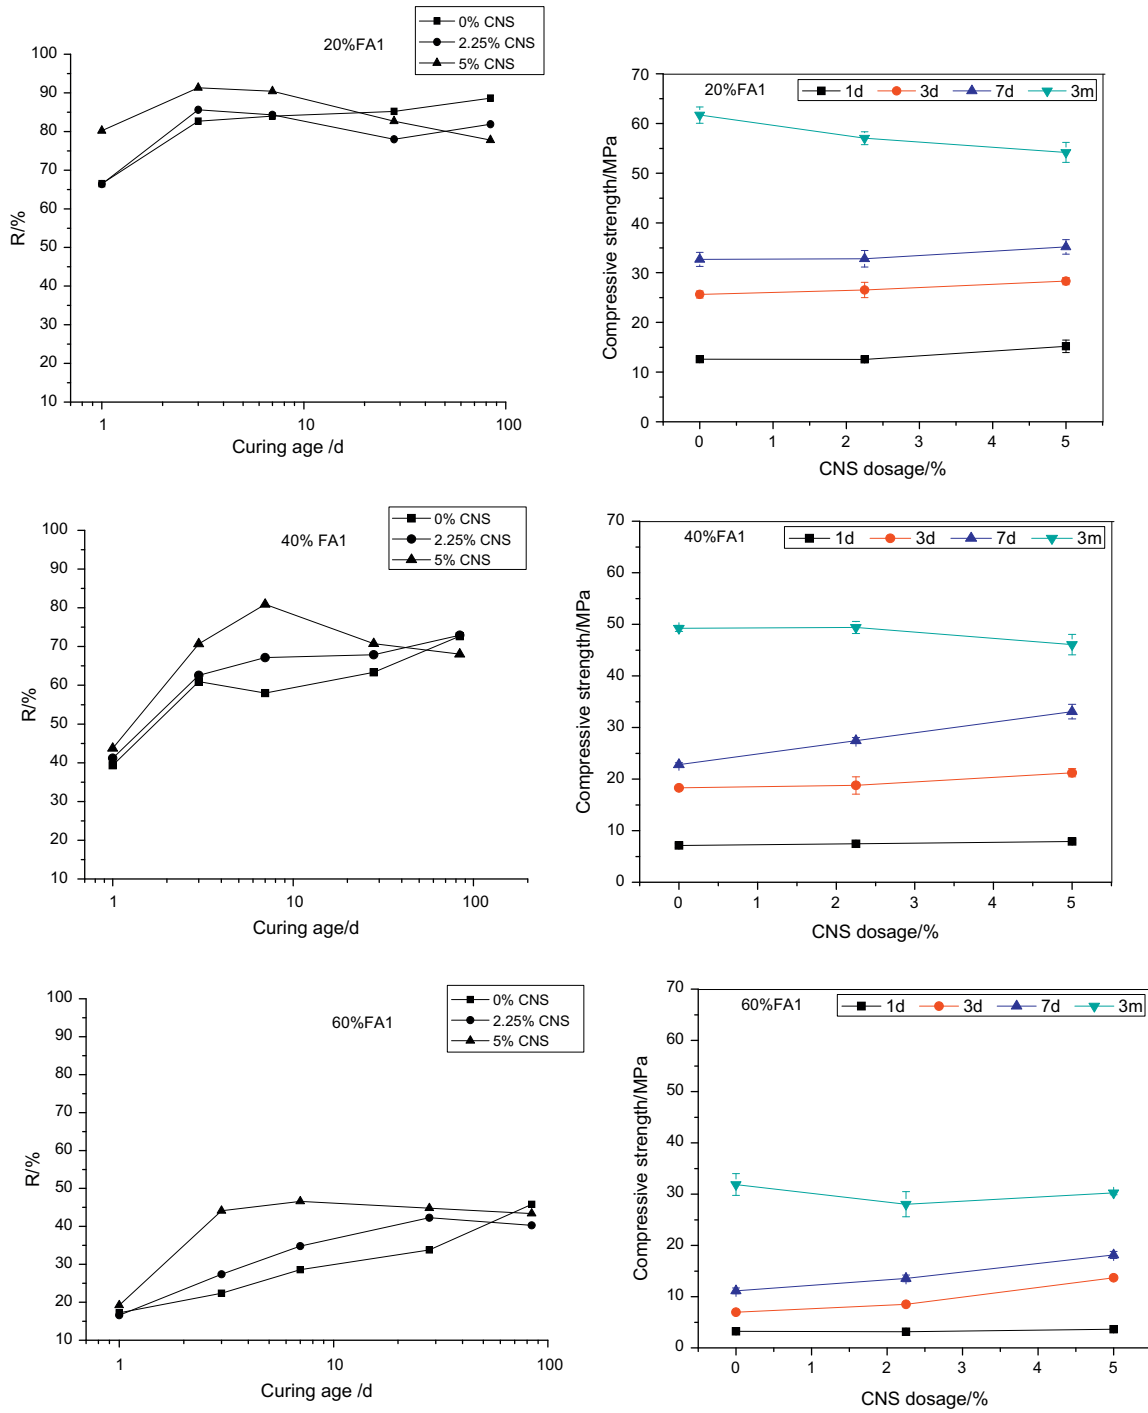 20%FA1
0% CNS
2.25% CNS
5% CNS
100
90
80
70
60
50
40
30
20
10
R/%
1
10
100
Curing age /d
20%FA1
1d
3d
7d
3m
70
60
50
40
30
20
10
0
Compressive strength/MPa
0
1
2
3
4
5
CNS dosage/%
40% FA1
0% CNS
2.25% CNS
5% CNS
100
90
80
70
60
50
40
30
20
10
R/%
1
10
100
Curing age/d
40%FA1
1d
3d
7d
3m
70
60
50
40
30
20
10
0
Compressive strength/MPa
0
1
2
3
4
5
CNS dosage/%
60%FA1
0% CNS
2.25% CNS
5% CNS
100
90
80
70
60
50
40
30
20
10
R/%
1
10
100
Curing age/d
60%FA1
1d
3d
7d
3m
70
60
50
40
30
20
10
0
Compressive strength/MPa
0
1
2
3
4
5
CNS dosage/%